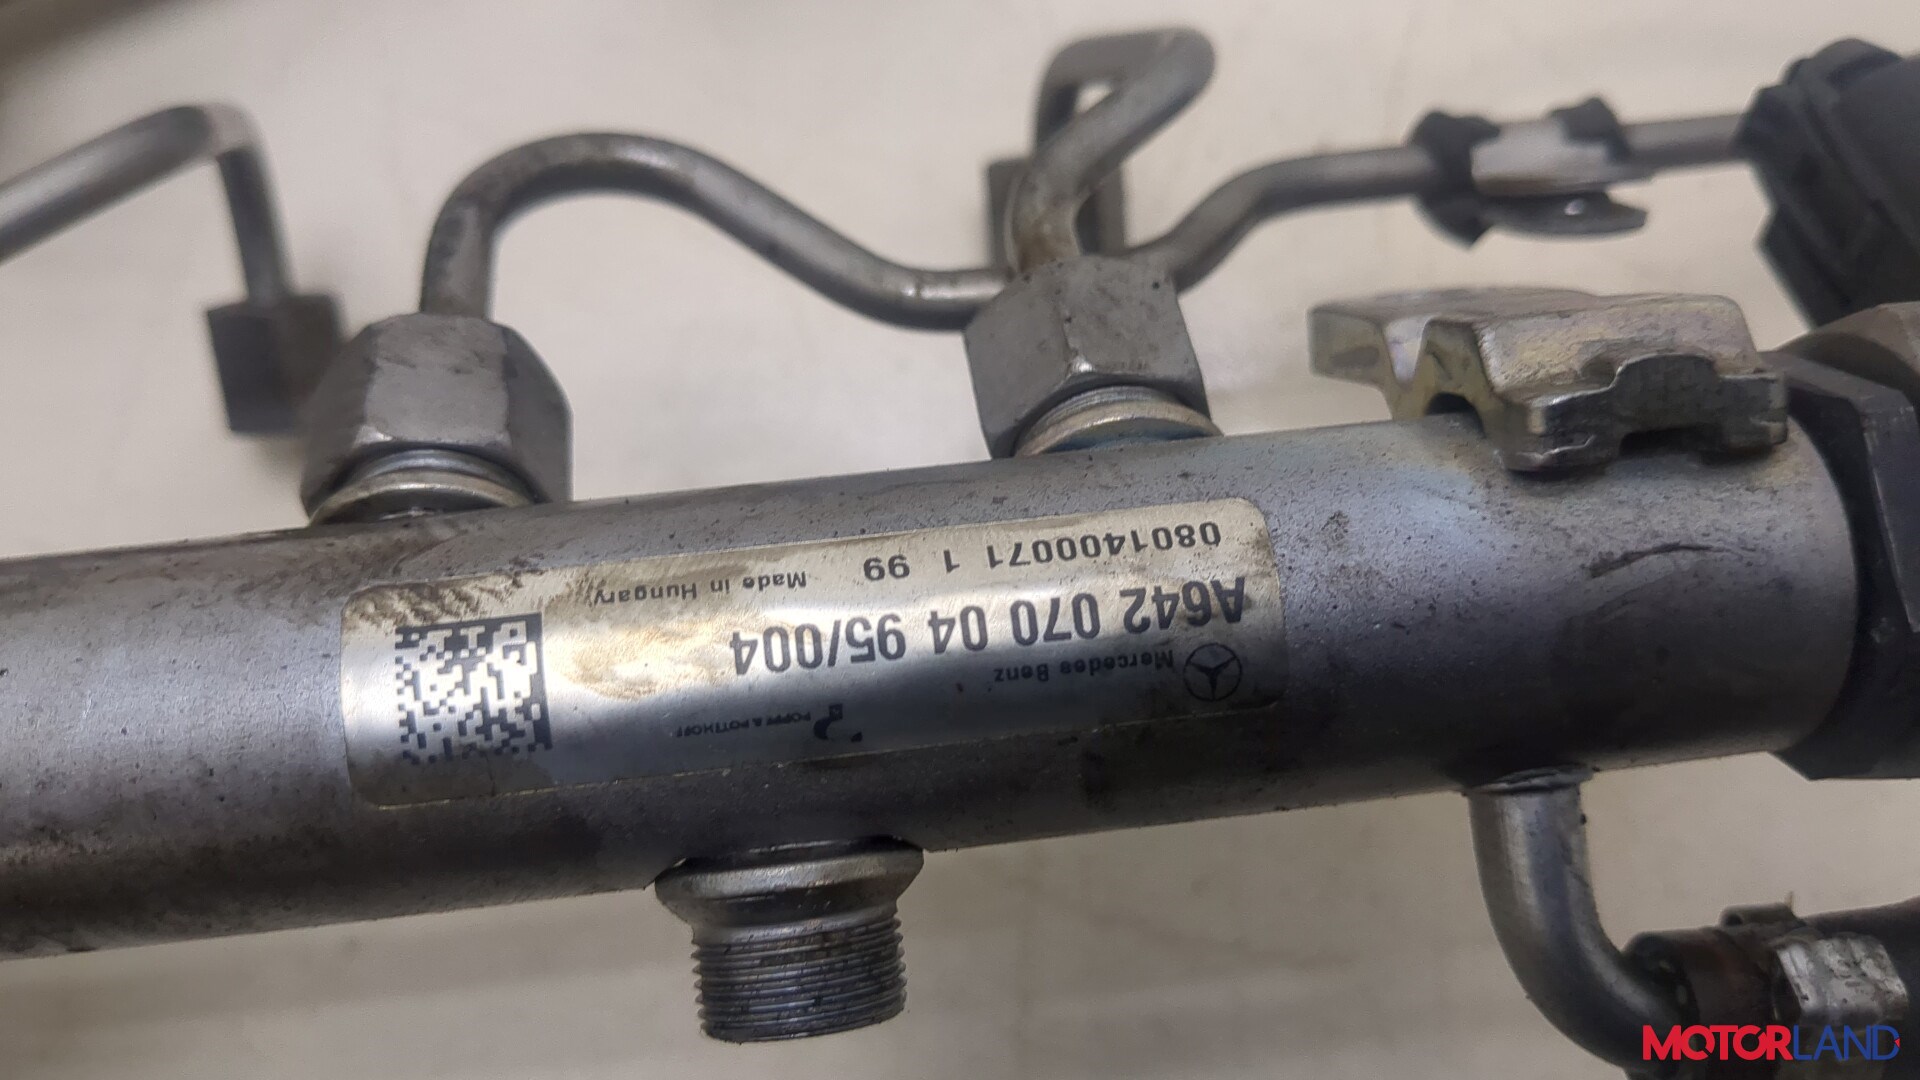 POPPE & POTTHOFF
Mercedes Benz
A642 070 04 95/004
0801400071 1 99 Made in Hungary
MOTORLAND